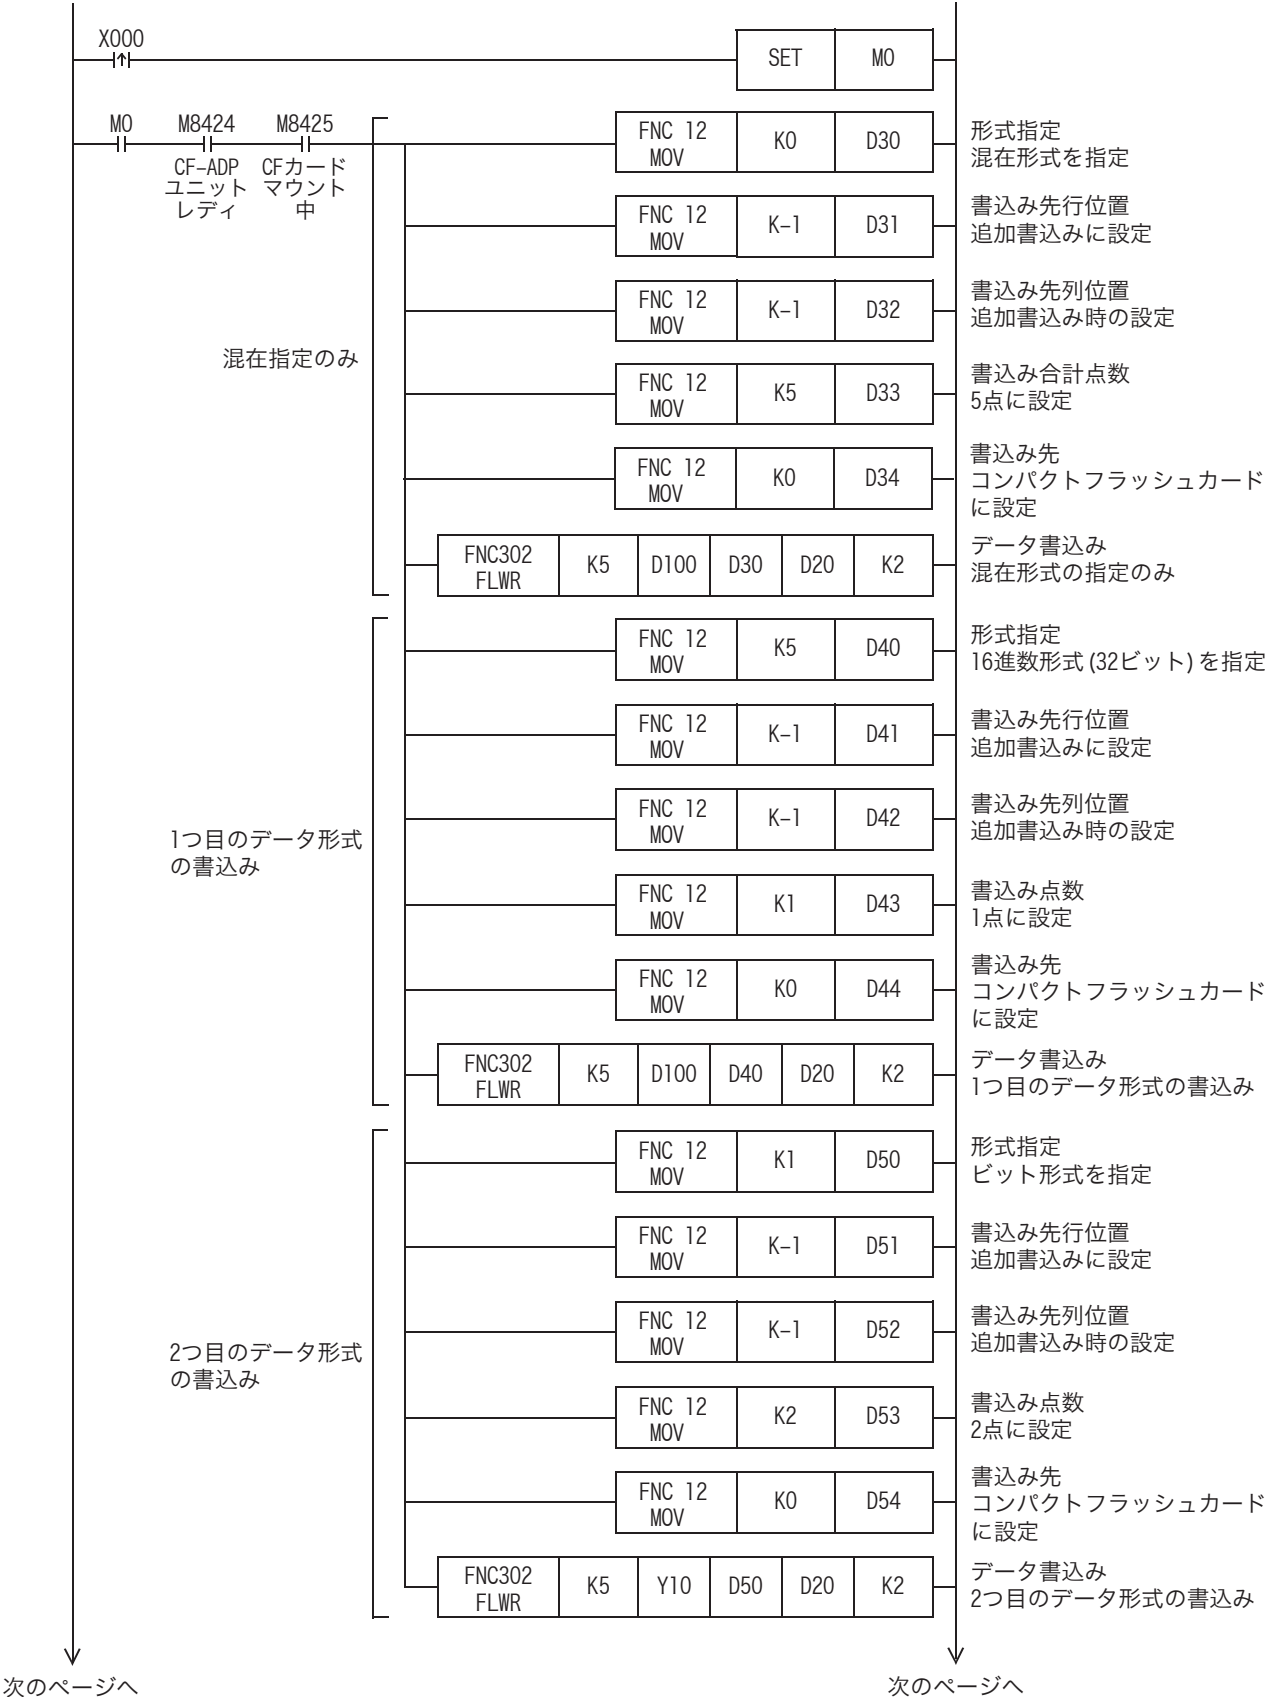 X000
SET M0
M0 M8424 M8425
CF-ADP
ユニット
レディ
CFカード
マウント
中
混在指定のみ
FNC 12
MOV K0 D30
形式指定
混在形式を指定
FNC 12
MOV K-1 D31
書込み先行位置
追加書込みに設定
FNC 12
MOV K-1 D32
書込み先列位置
追加書込み時の設定
FNC 12
MOV K5 D33
書込み合計点数
5点に設定
FNC 12
MOV K0 D34
書込み先
コンパクトフラッシュカード
に設定
FNC302
FLWR K5 D100 D30 D20 K2
データ書込み
混在形式の指定のみ
1つ目のデータ形式
の書込み
FNC 12
MOV K5 D40
形式指定
16進数形式(32ビット)を指定
FNC 12
MOV K-1 D41
書込み先行位置
追加書込みに設定
FNC 12
MOV K-1 D42
書込み先列位置
追加書込み時の設定
FNC 12
MOV K1 D43
書込み点数
1点に設定
FNC 12
MOV K0 D44
書込み先
コンパクトフラッシュカード
に設定
FNC302
FLWR K5 D100 D40 D20 K2
データ書込み
1つ目のデータ形式の書込み
2つ目のデータ形式
の書込み
FNC 12
MOV K1 D50
形式指定
ビット形式を指定
FNC 12
MOV K-1 D51
書込み先行位置
追加書込みに設定
FNC 12
MOV K-1 D52
書込み先列位置
追加書込み時の設定
FNC 12
MOV K2 D53
書込み点数
2点に設定
FNC 12
MOV K0 D54
書込み先
コンパクトフラッシュカード
に設定
FNC302
FLWR K5 Y10 D50 D20 K2
データ書込み
2つ目のデータ形式の書込み
次のページへ
次のページへ